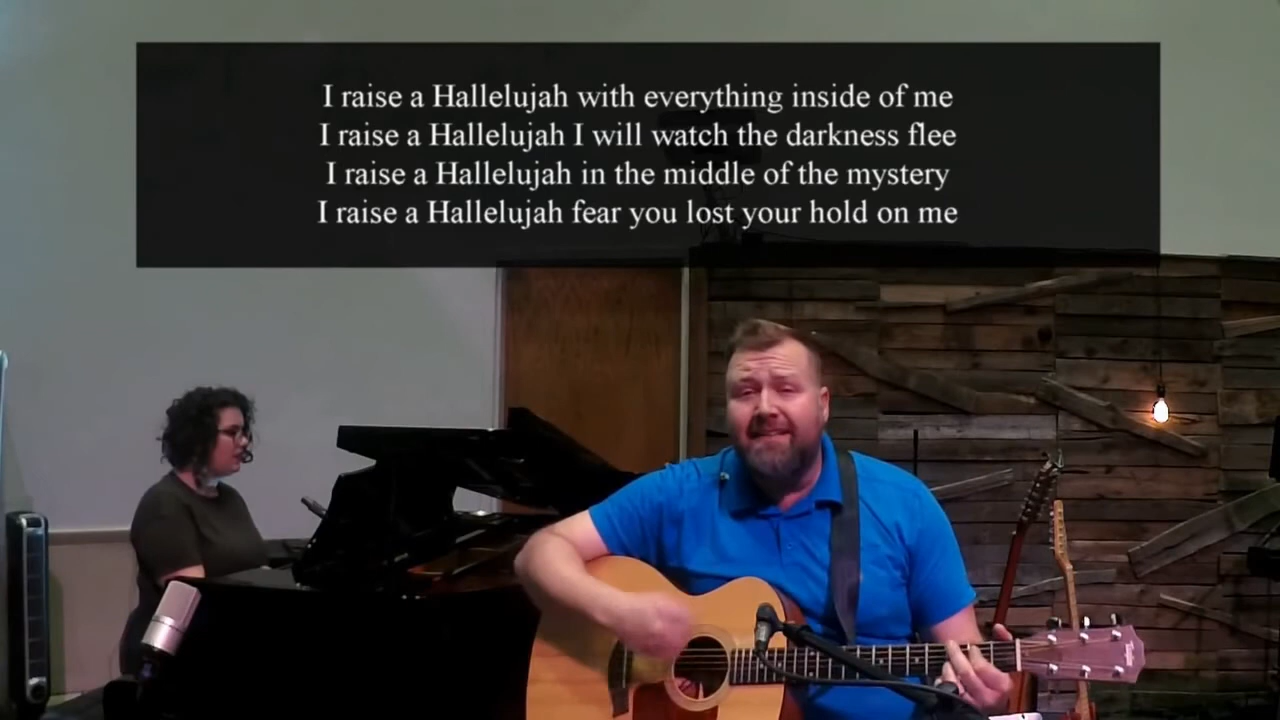 I raise a Hallelujah with everything inside of me
I raise a Hallelujah I will watch the darkness flee
I raise a Hallelujah in the middle of the mystery
I raise a Hallelujah fear you lost your hold on me